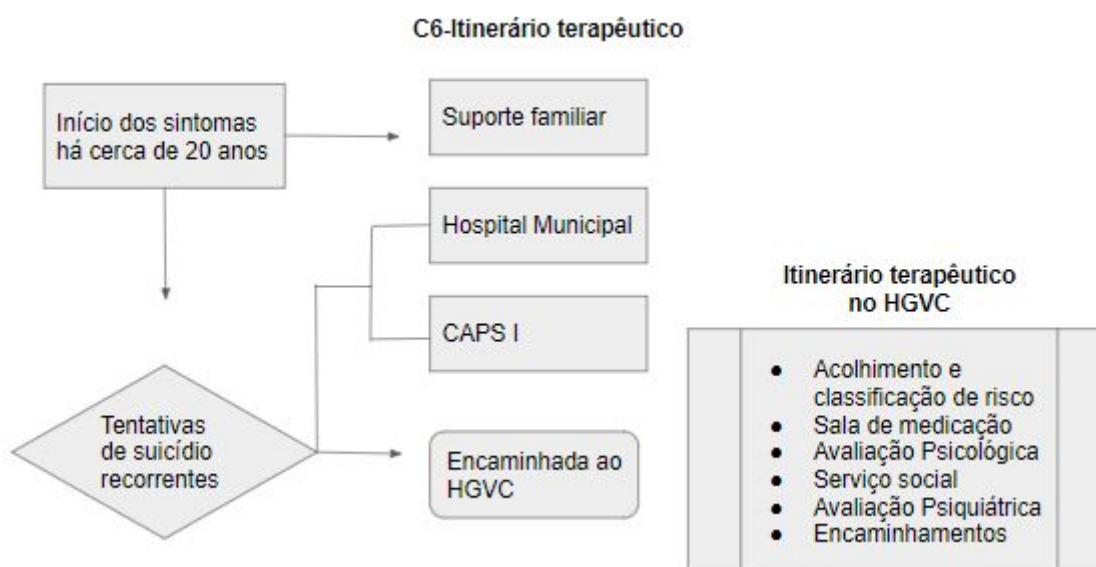 C6-Itinerário terapêutico
Início dos sintomas
há cerca de 20 anos
Suporte familiar
Hospital Municipal
CAPS I
Tentativas
de suicídio
recorrentes
Encaminhada ao
HGVC
Itinerário terapêutico
no HGVC
● Acolhimento e
classificação de risco
● Sala de medicação
● Avaliação Psicológica
● Serviço social
● Avaliação Psiquiátrica
● Encaminhamentos